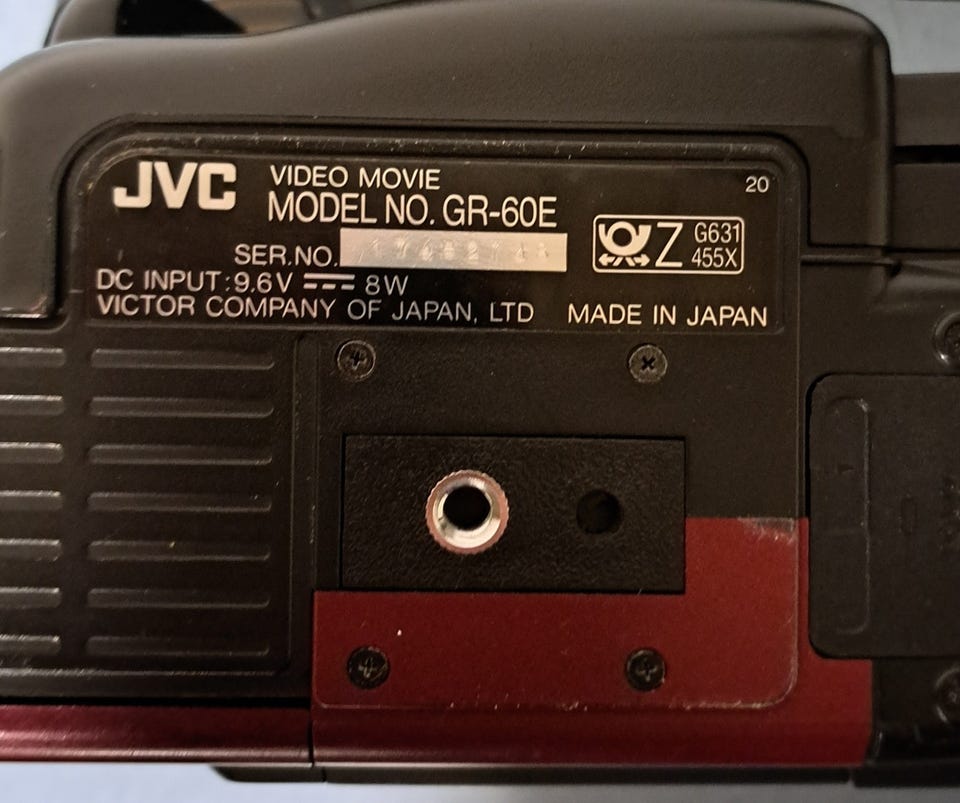 JVC
VIDEO MOVIE
MODEL NO. GR-60E
20
SER.NO.
Z G631
455X
DC INPUT:9.6V 8W
VICTOR COMPANY OF JAPAN, LTD
MADE IN JAPAN